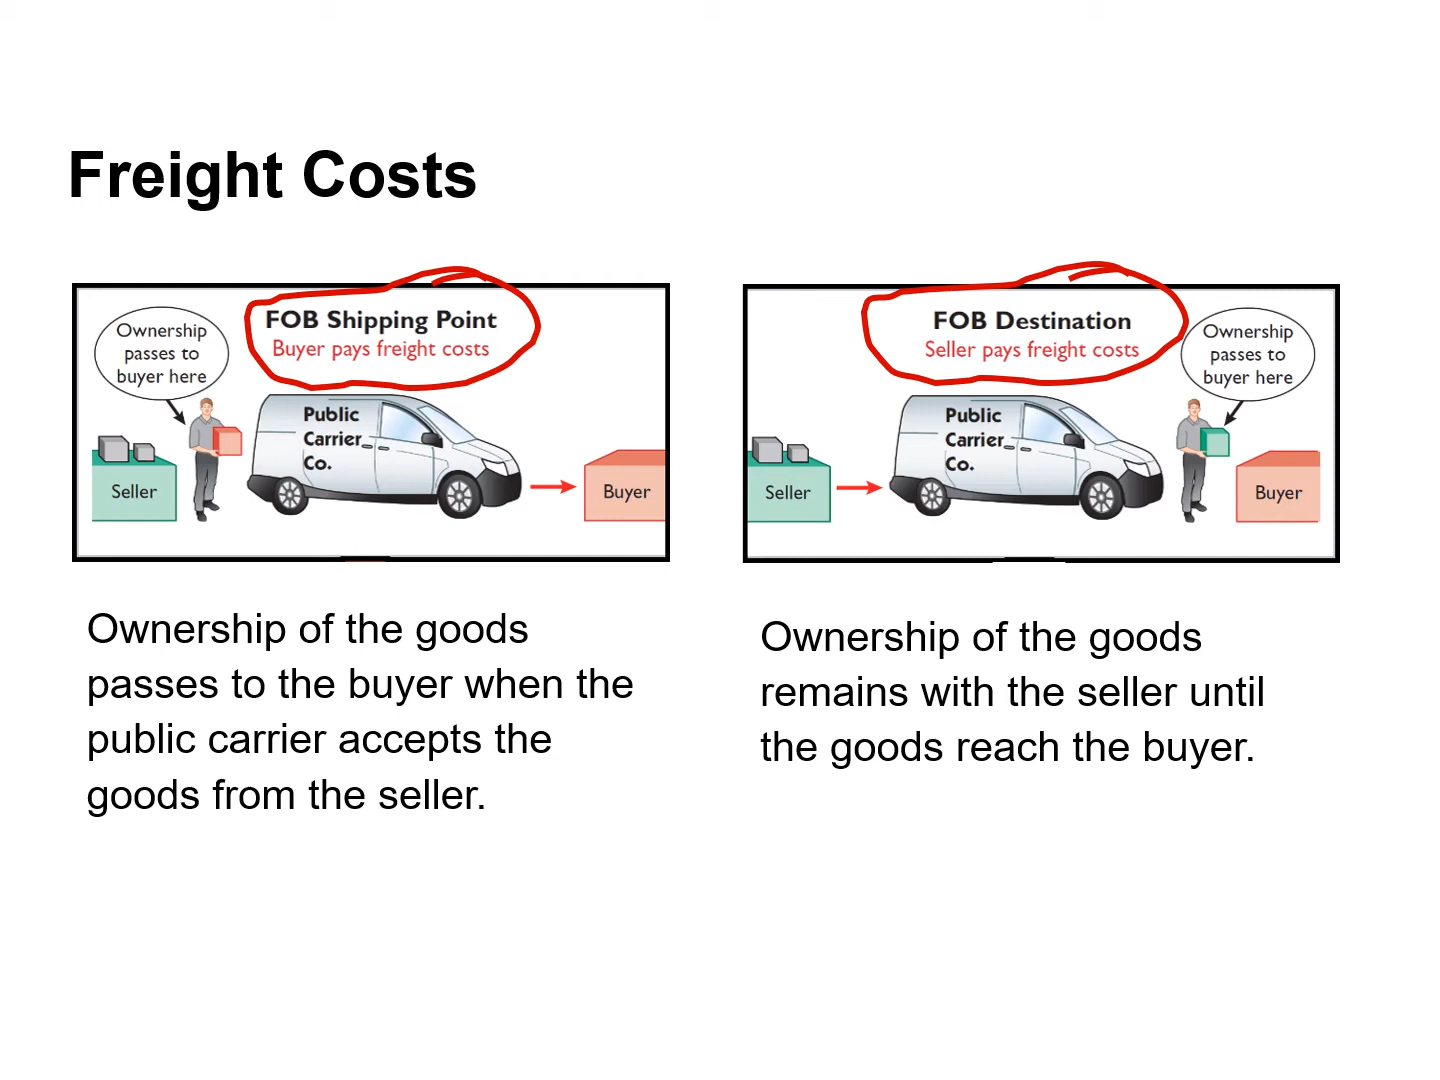 Freight Costs
FOB Shipping Point
Buyer pays freight costs
Ownership
passes to
buyer here
Public
Carrier
Co.
Seller
Buyer
Ownership of the goods
passes to the buyer when the
public carrier accepts the
goods from the seller.
FOB Destination
Seller pays freight costs
Ownership
passes to
buyer here
Public
Carrier
Co.
Seller
Buyer
Ownership of the goods
remains with the seller until
the goods reach the buyer.